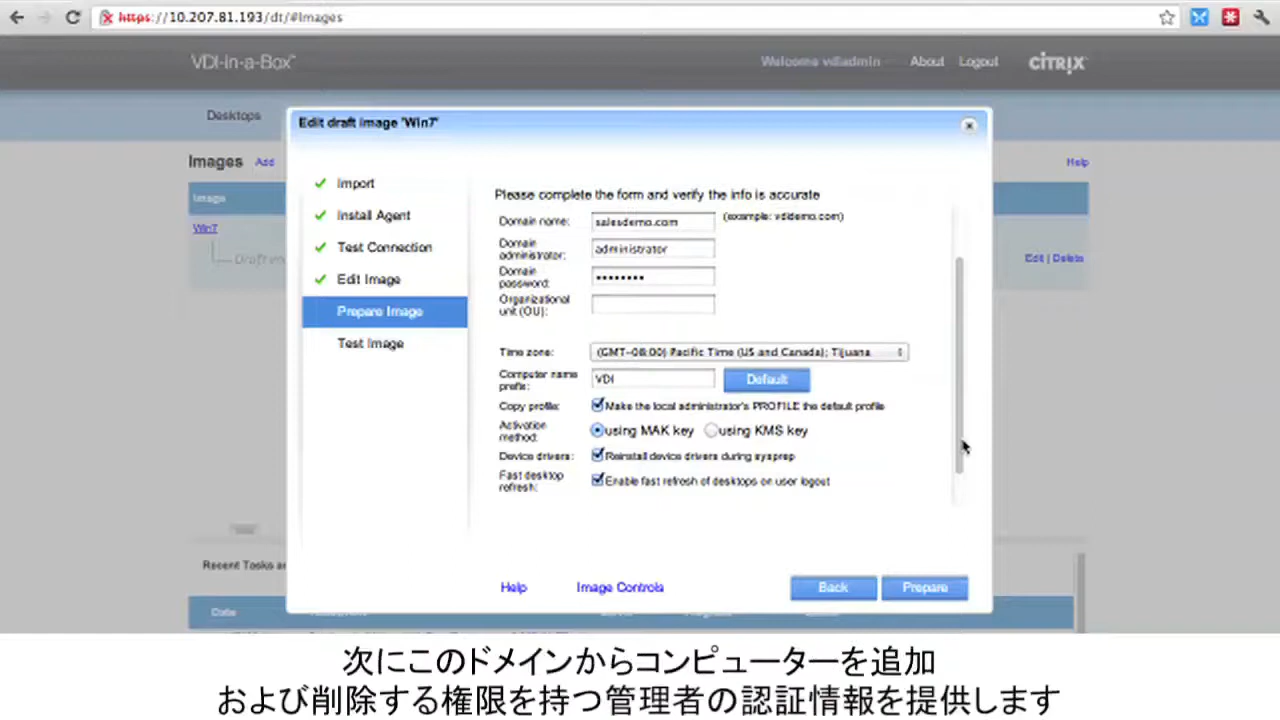 https://10.207.81.193/dt/#Images
VDI-in-a-Box™
Welcome vdiadmin
About
Logout
CITRIX
Desktops
Images
Add
Help
Image
Win7
Edit | Delete
Edit draft image 'Win7'
Import
Install Agent
Test Connection
Edit Image
Prepare Image
Test Image
Please complete the form and verify the info is accurate
Domain name:
salesdemo.com
(example: vdidemo.com)
Domain
administrator:
administrator
Domain
password:
••••••••
Organizational
unit (OU):
Time zone:
(GMT-08:00) Pacific Time (US and Canada); Tijuana
Computer name
prefix:
VDI
Default
Copy profile:
Make the local administrator's PROFILE the default profile
Activation
method:
using MAK key
using KMS key
Device drivers:
Reinstall device drivers during sysprep
Fast desktop
refresh:
Enable fast refresh of desktops on user logout
Help
Image Controls
Back
Prepare
Recent Tasks
Date
次にこのドメインからコンピューターを追加
および削除する権限を持つ管理者の認証情報を提供します